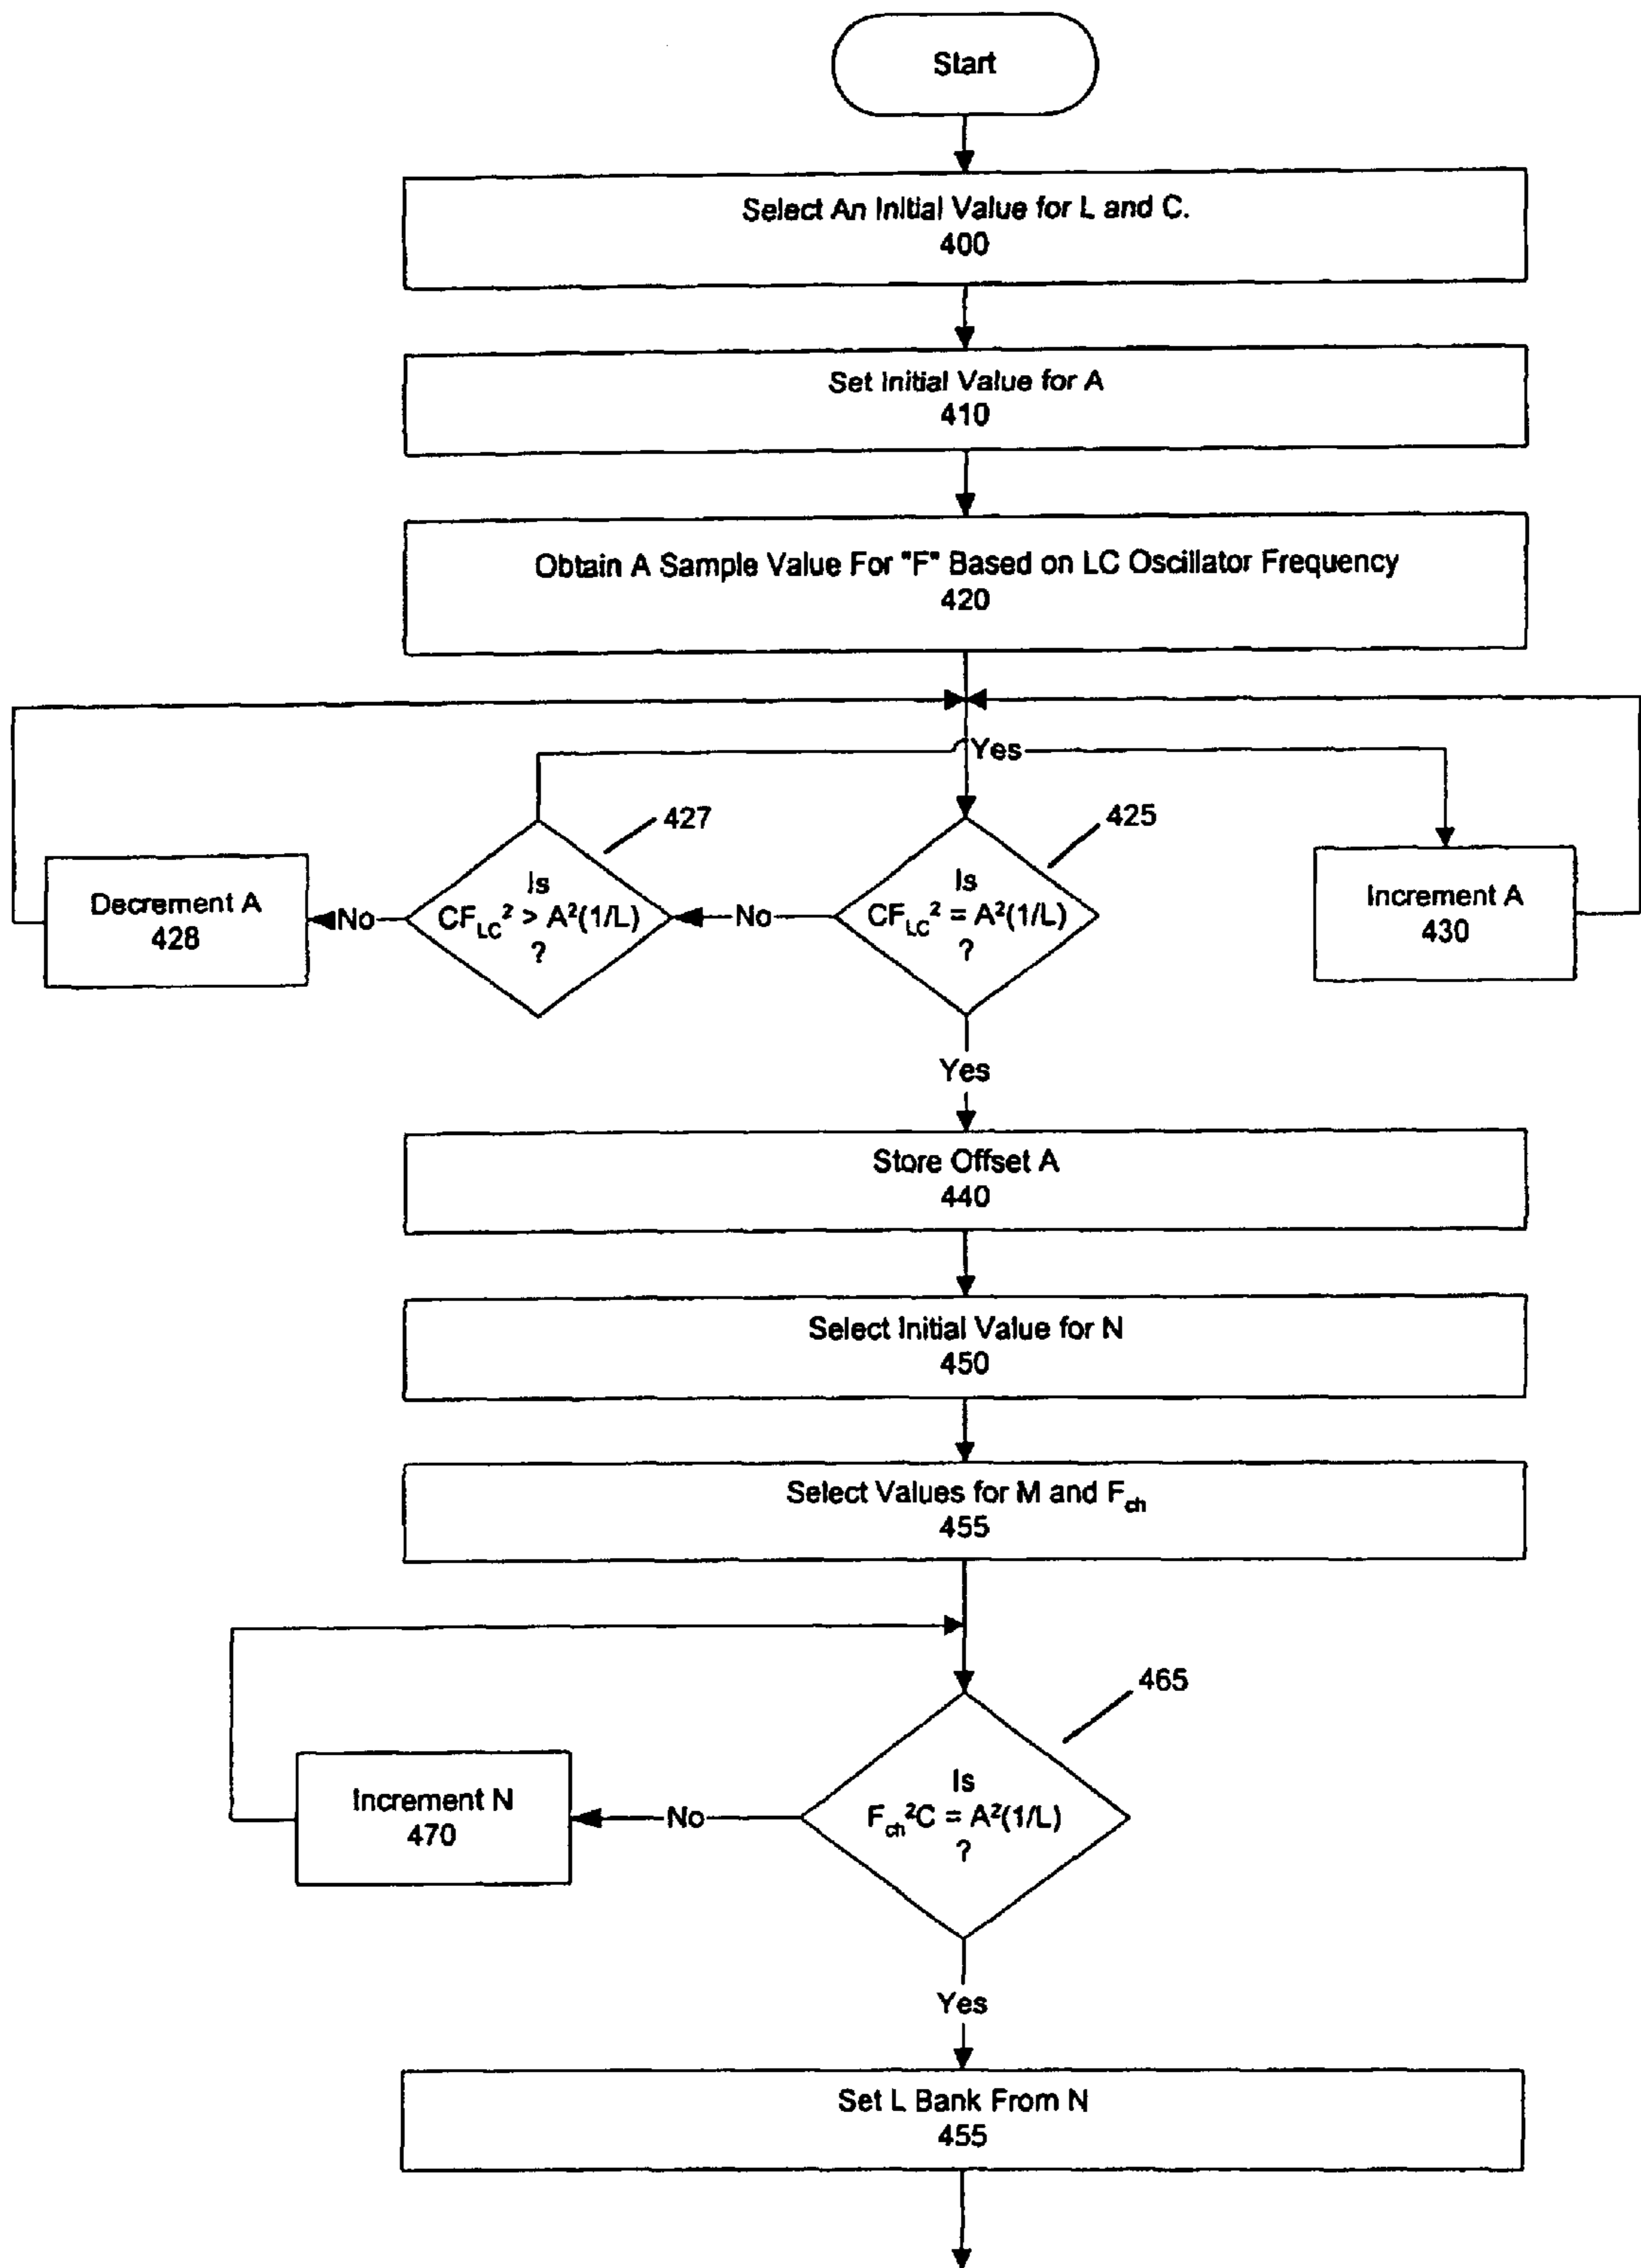 Start
Select An Initial Value for L and C.
400
Set Initial Value for A
410
Obtain A Sample Value For "F" Based on LC Oscillator Frequency
420
Yes
427
425
Decrement A
428
No
Is
CF_LC² > A²(1/L)
?
No
Is
CF_LC² = A²(1/L)
?
Increment A
430
Yes
Store Offset A
440
Select Initial Value for N
450
Select Values for M and F_ch
455
465
Increment N
470
No
Is
F_ch²C = A²(1/L)
?
Yes
Set L Bank From N
455